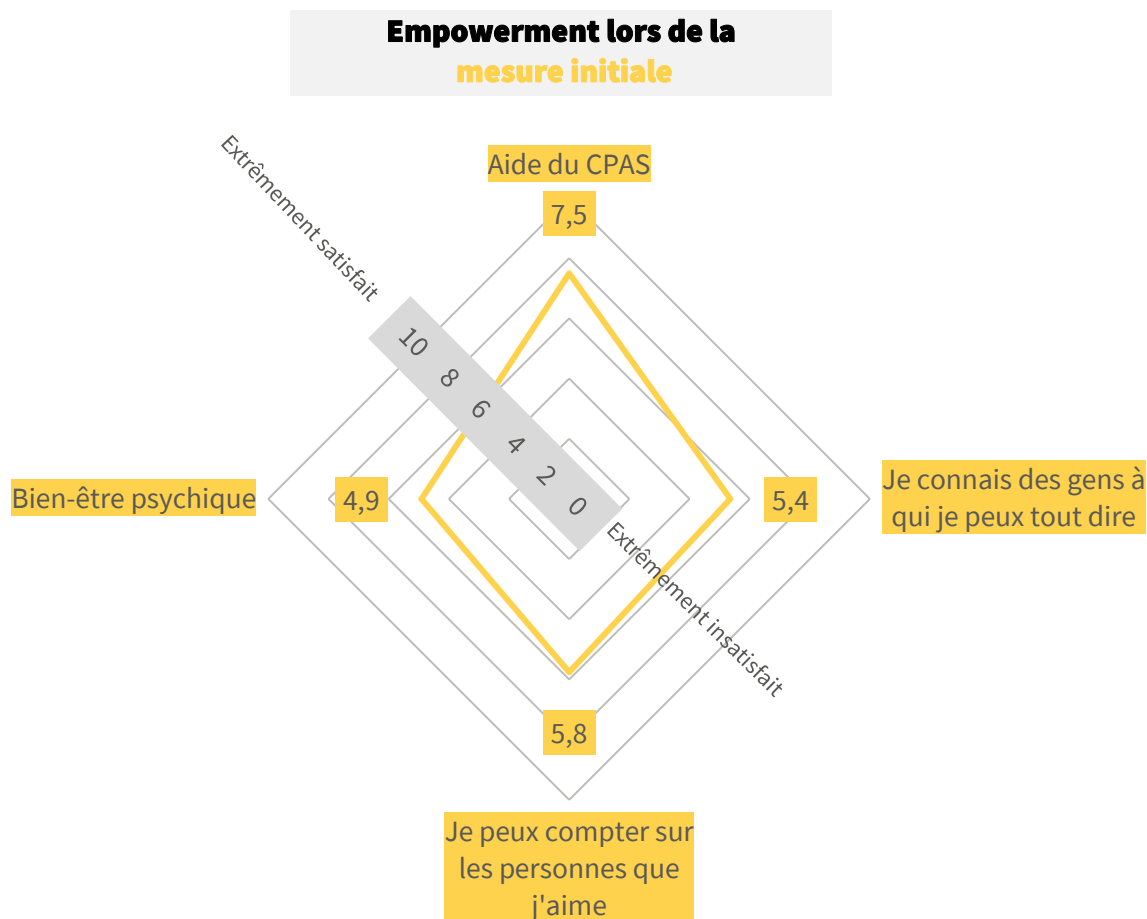 Empowerment lors de la
mesure initiale
Extrêmement satisfait
Aide du CPAS
7,5
10
8
6
4
2
0
Bien-être psychique
4,9
5,4
Je connais des gens à
qui je peux tout dire
Extrêmement insatisfait
5,8
Je peux compter sur
les personnes que
j'aime